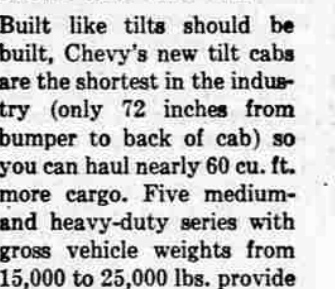 Built like tilts should be
built, Chevy's new tilt cabs
are the shortest in the indus-
try (only 72 inches from
bumper to back of cab) so
you can haul nearly 60 cu. ft.
more cargo. Five medium-
and heavy-duty series with
gross vehicle weights from
15,000 to 25,000 lbs. provide